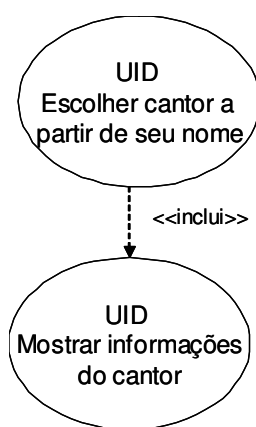 UID
Escolher cantor a
partir de seu nome
<<inclui>>
UID
Mostrar informações
do cantor